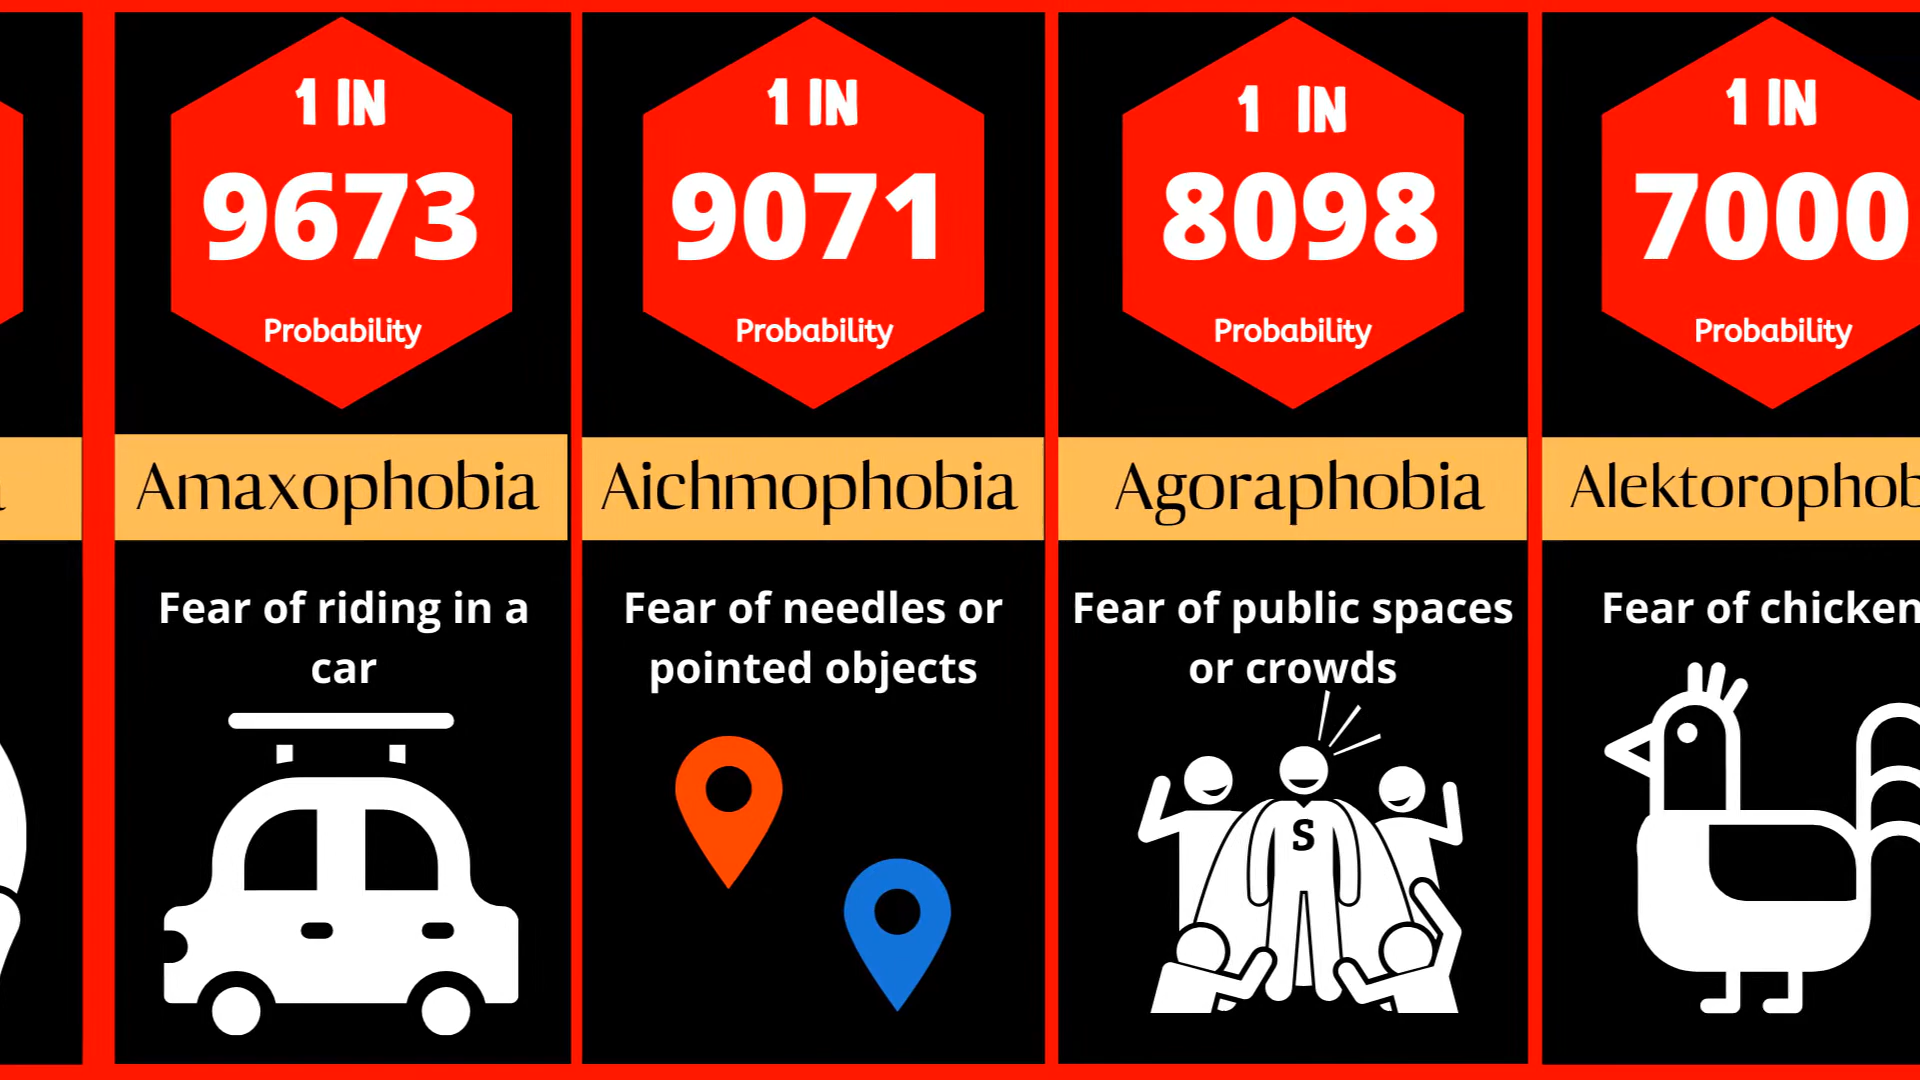 1 IN
9673
Probability
Amaxophobia
Fear of riding in a
car
1 IN
9071
Probability
Aichmophobia
Fear of needles or
pointed objects
1 IN
8098
Probability
Agoraphobia
Fear of public spaces
or crowds
S
1 IN
7000
Probability
Alektorophob
Fear of chicken